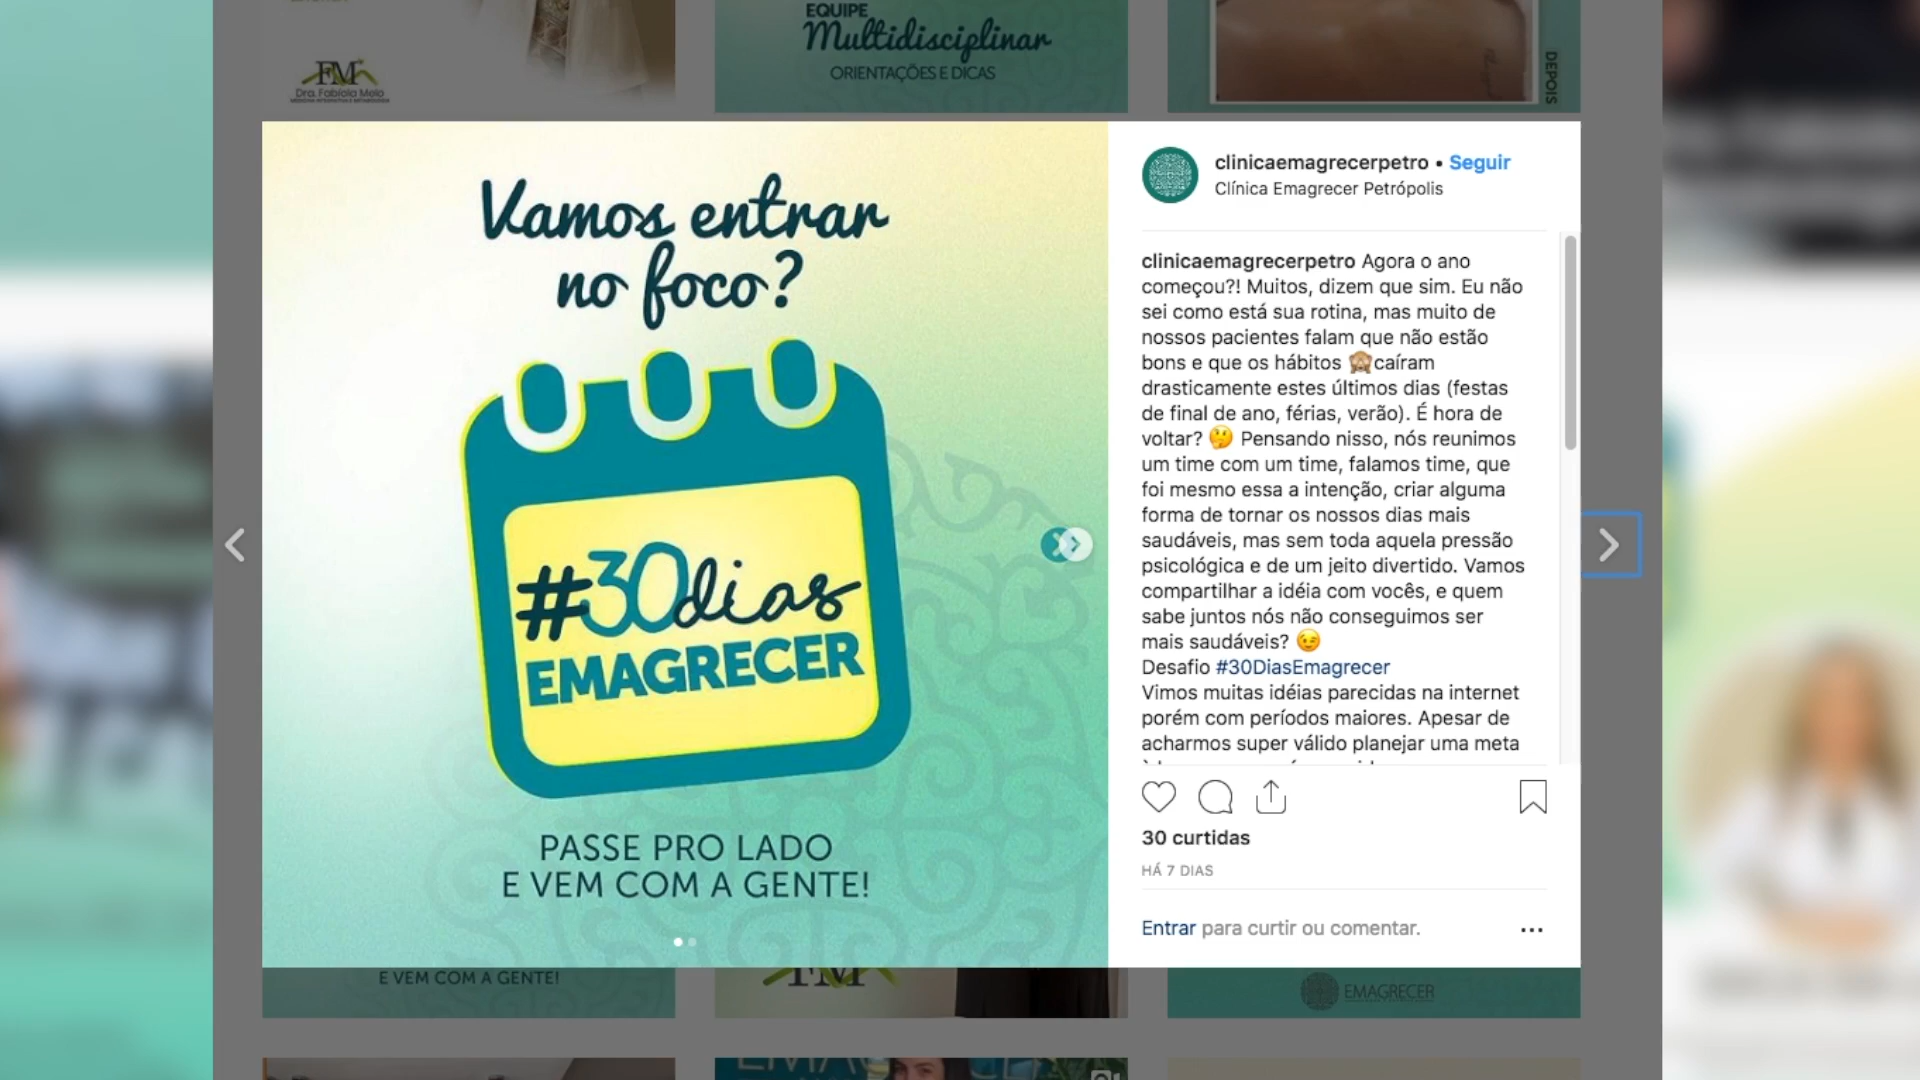 FM
Dra. Fabíola Melo
EQUIPE
Multidisciplinar
ORIENTAÇÕES E DICAS
DEPOIS
Vamos entrar
no foco?
#30dias
EMAGRECER
PASSE PRO LADO
E VEM COM A GENTE!
clinicaemagrecerpetro • Seguir
Clínica Emagrecer Petrópolis
clinicaemagrecerpetro Agora o ano
começou?! Muitos, dizem que sim. Eu não
sei como está sua rotina, mas muito de
nossos pacientes falam que não estão
bons e que os hábitos 🙈caíram
drasticamente estes últimos dias (festas
de final de ano, férias, verão). É hora de
voltar? 🤔 Pensando nisso, nós reunimos
um time com um time, falamos time, que
foi mesmo essa a intenção, criar alguma
forma de tornar os nossos dias mais
saudáveis, mas sem toda aquela pressão
psicológica e de um jeito divertido. Vamos
compartilhar a idéia com vocês, e quem
sabe juntos nós não conseguimos ser
mais saudáveis? 😉
Desafio #30DiasEmagrecer
Vimos muitas idéias parecidas na internet
porém com períodos maiores. Apesar de
acharmos super válido planejar uma meta
30 curtidas
HÁ 7 DIAS
Entrar para curtir ou comentar.
E VEM COM A GENTE!
FM
EMAGRECER